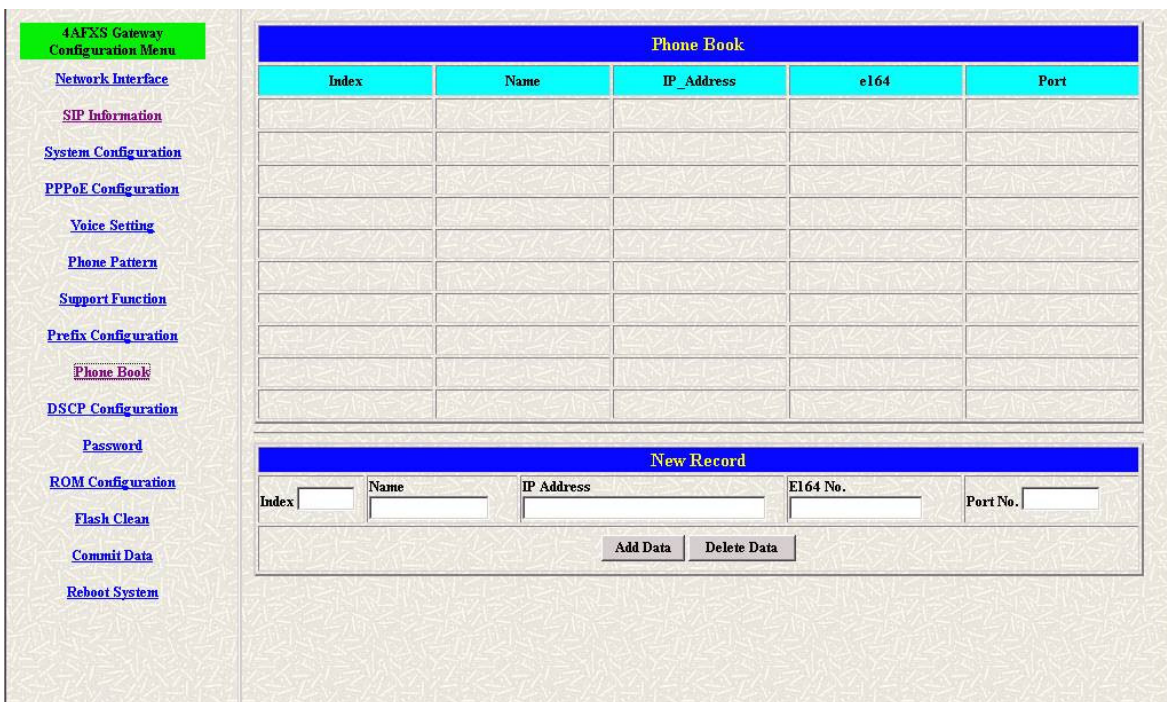 4AFXS Gateway
Configuration Menu
Network Interface
SIP Information
System Configuration
PPPoE Configuration
Voice Setting
Phone Pattern
Support Function
Prefix Configuration
Phone Book
DSCP Configuration
Password
ROM Configuration
Flash Clean
Commit Data
Reboot System
Phone Book
Index Name IP_Address e164 Port
New Record
Index Name IP Address E164 No. Port No.
Add Data Delete Data